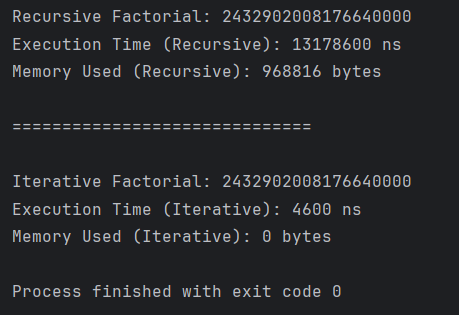 Recursive Factorial: 2432902008176640000
Execution Time (Recursive): 13178600 ns
Memory Used (Recursive): 968816 bytes
==============================
Iterative Factorial: 2432902008176640000
Execution Time (Iterative): 4600 ns
Memory Used (Iterative): 0 bytes
Process finished with exit code 0